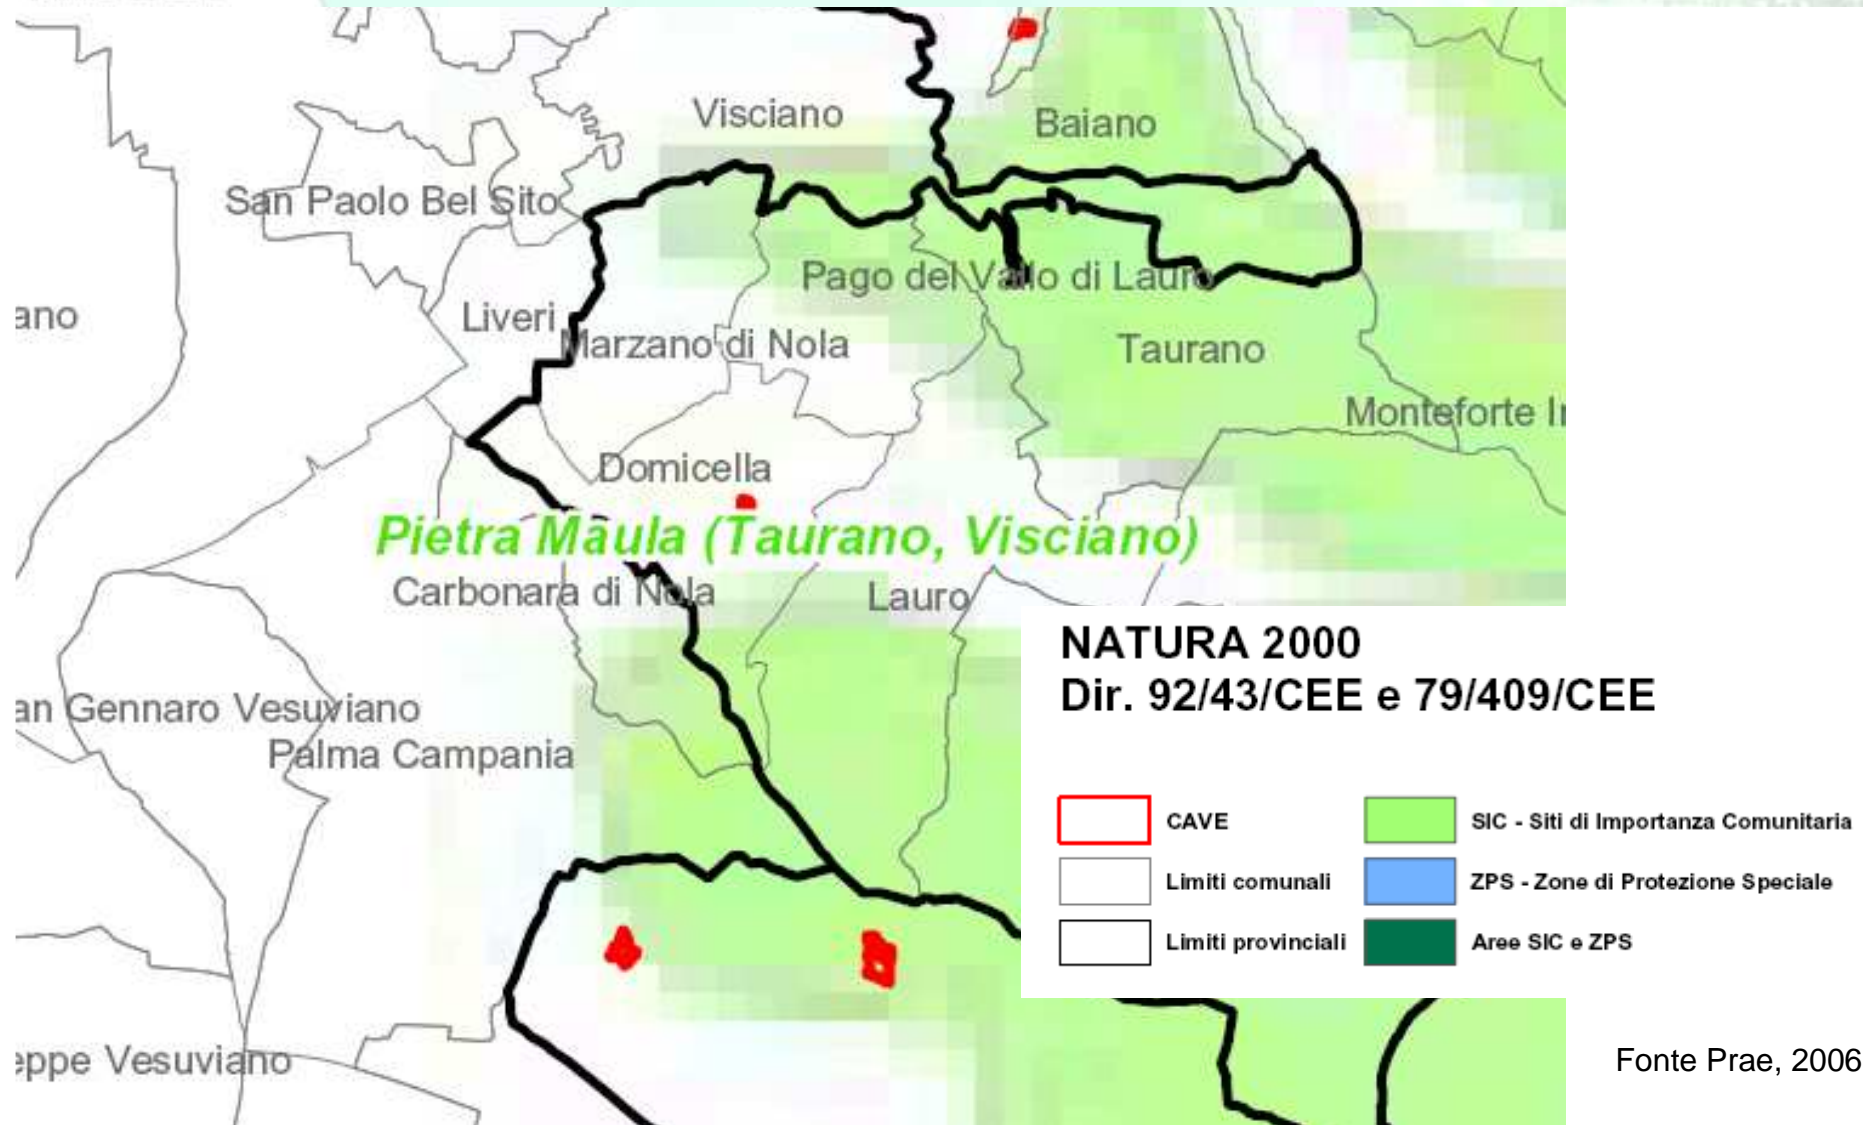 Visciano
Baiano
San Paolo Bel Sito
Pago del Vallo di Lauro
ano
Liveri
Marzano di Nola
Taurano
Monteforte Ir
Domicella
Pietra Maula (Taurano, Visciano)
Carbonara di Nola
Lauro
NATURA 2000
Dir. 92/43/CEE e 79/409/CEE
an Gennaro Vesuviano
Palma Campania
CAVE
SIC - Siti di Importanza Comunitaria
Limiti comunali
ZPS - Zone di Protezione Speciale
Limiti provinciali
Aree SIC e ZPS
eppe Vesuviano
Fonte Prae, 2006